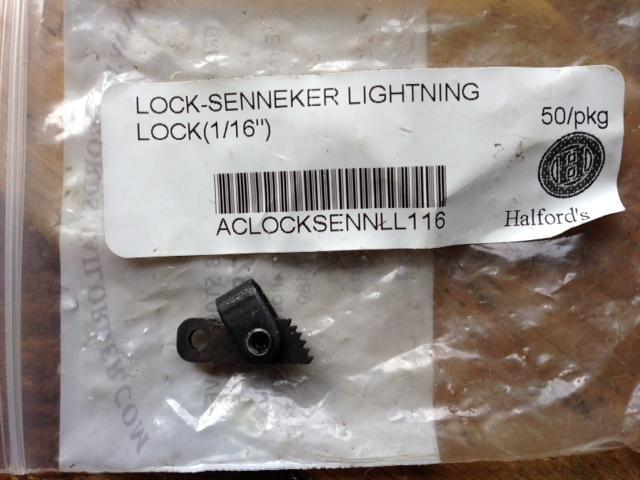 LOCK-SENNEKER LIGHTNING
LOCK(1/16")
50/pkg
H
ACLOCKSENNLL116
Halford's